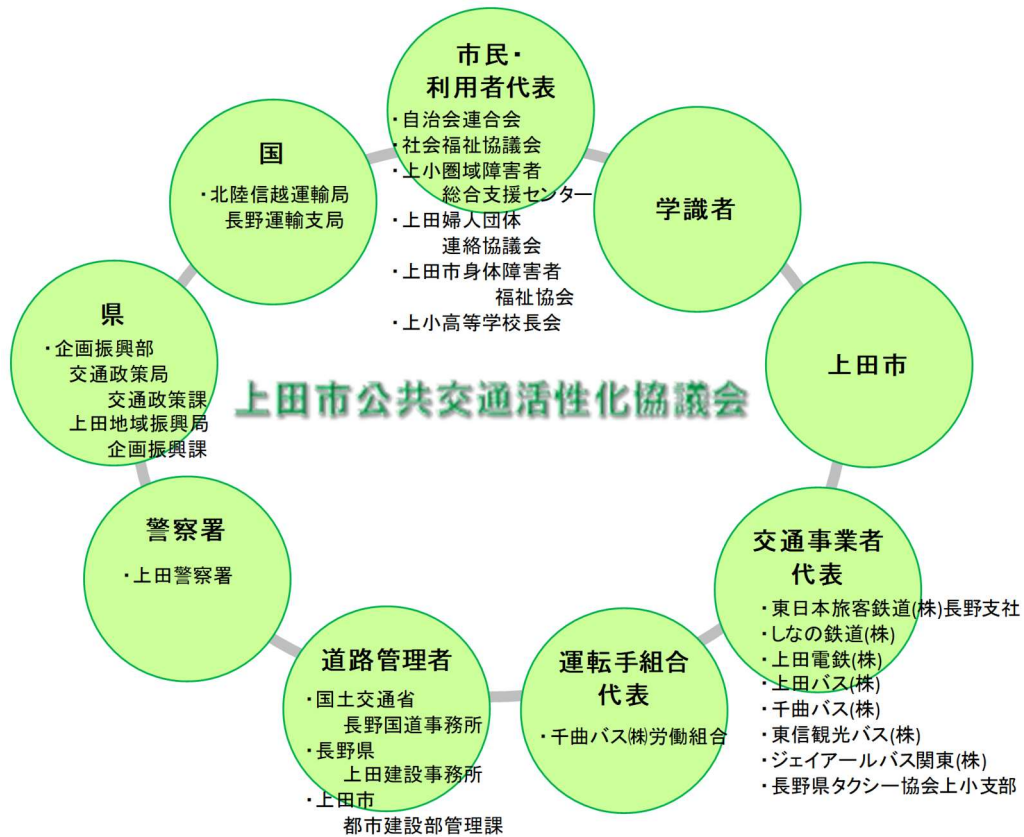 市民・
利用者代表
・自治会連合会
・社会福祉協議会
・上小圏域障害者
総合支援センター
・上田婦人団体
連絡協議会
・上田市身体障害者
福祉協会
・上小高等学校長会
国
・北陸信越運輸局
長野運輸支局
学識者
県
・企画振興部
交通政策局
交通政策課
上田地域振興局
企画振興課
上田市公共交通活性化協議会
上田市
警察署
・上田警察署
交通事業者
代表
・東日本旅客鉄道(株)長野支社
・しなの鉄道(株)
・上田電鉄(株)
・上田バス(株)
・千曲バス(株)
・東信観光バス(株)
・ジェイアールバス関東(株)
・長野県タクシー協会上小支部
道路管理者
・国土交通省
長野国道事務所
・長野県
上田建設事務所
・上田市
都市建設部管理課
運転手組合
代表
・千曲バス㈱労働組合